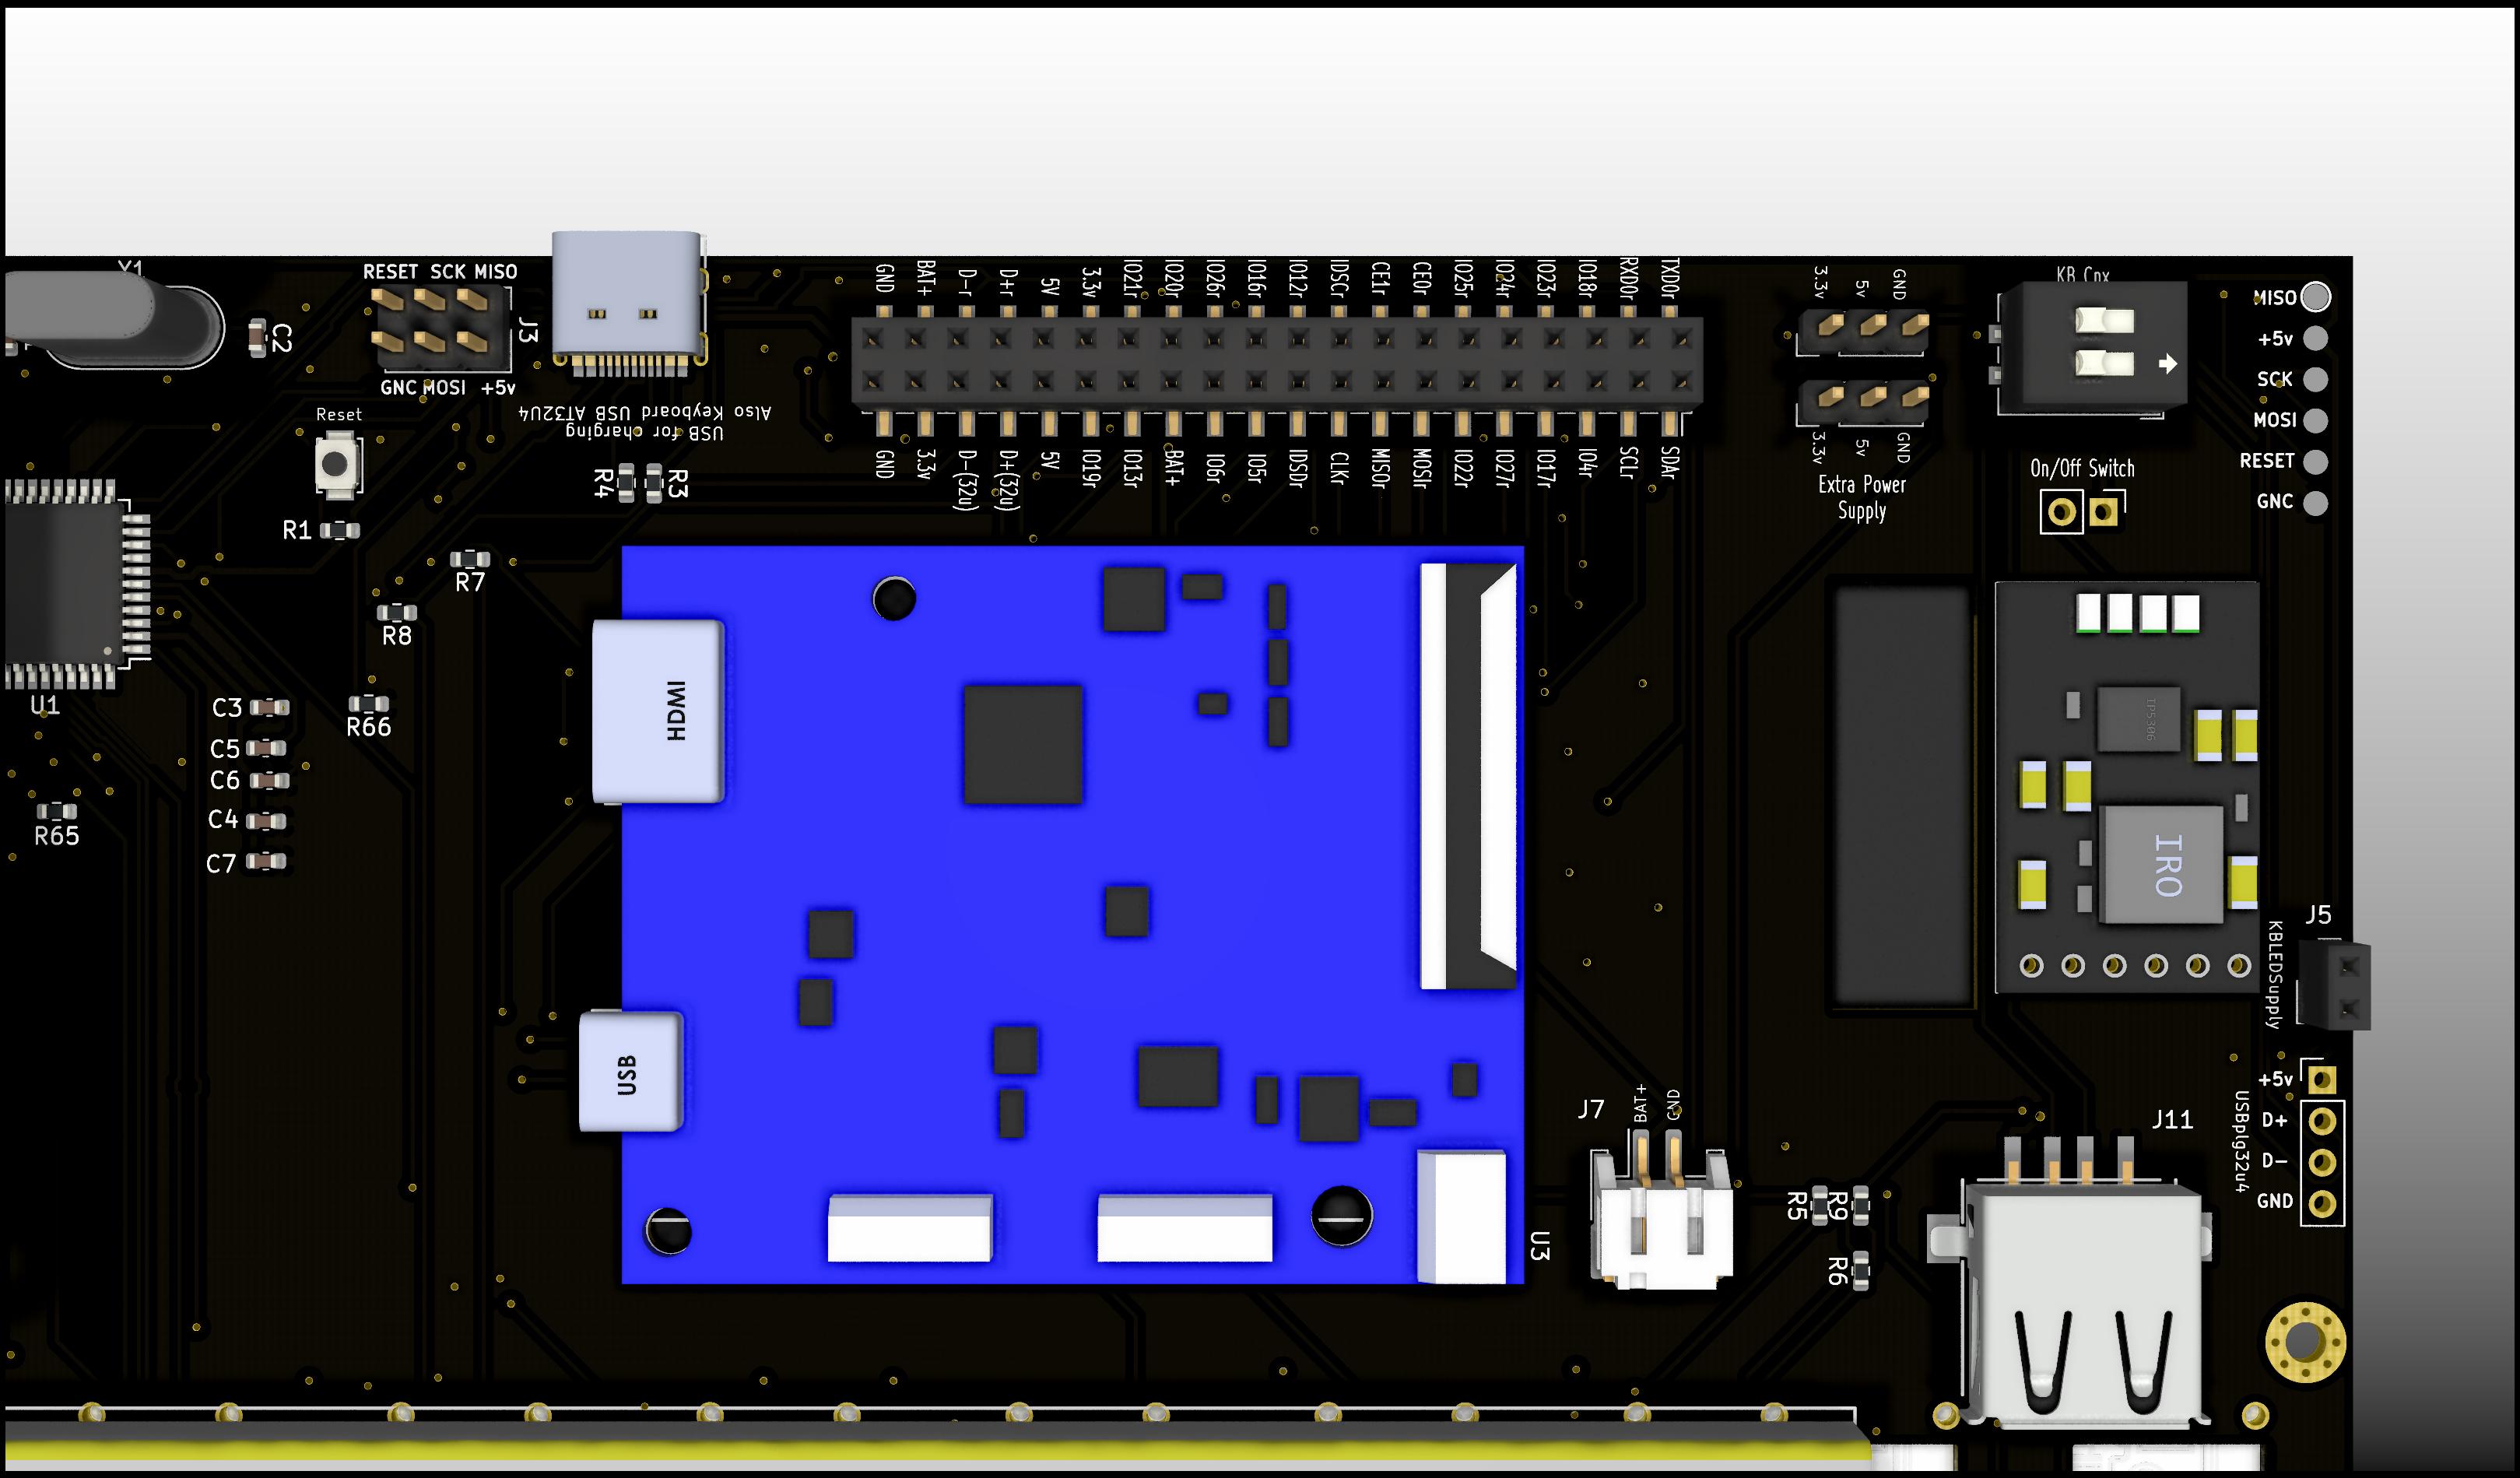 Y1
RESET SCK MISO
J3
GNC MOSI +5v
C2
Reset
R1
R7
R8
R66
U1
C3
C5
C6
C4
C7
R65
USB for charging
Also Keyboard USB AT32U4
R4
R3
GND BAT+ D-r D+r 5V 3.3v IO21r IO20r IO26r IO16r IO12r IDSCr CE1r CE0r IO25r IO24r IO23r IO18r RXD0r TXD0r
GND 3.3v D-(32u) D+(32u) 5V IO19r IO13r BAT+ IO6r IO5r IDSDr CLKr MISOr MOSIr IO22r IO27r IO17r IO4r SCLr SDAr
3.3v 5v GND
3.3v 5v GND
Extra Power
Supply
KB Cnx
On/Off Switch
MISO
+5v
SCK
MOSI
RESET
GNC
HDMI
USB
U3
IRO
J5
KBLEDSupply
J7
BAT+
GND
R5
R9
R6
J11
USBplg32u4
+5v
D+
D-
GND